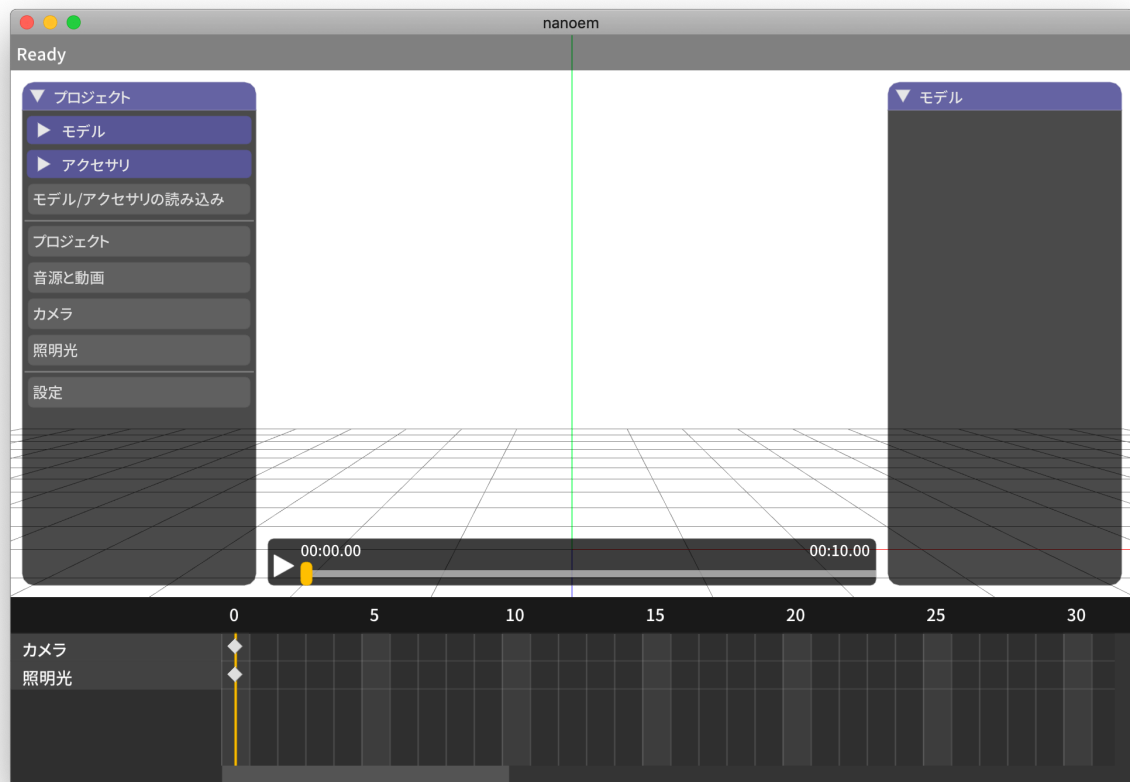 nanoem
Ready
プロジェクト
モデル
アクセサリ
モデル/アクセサリの読み込み
プロジェクト
音源と動画
カメラ
照明光
設定
モデル
00:00.00 00:10.00
0 5 10 15 20 25 30
カメラ
照明光